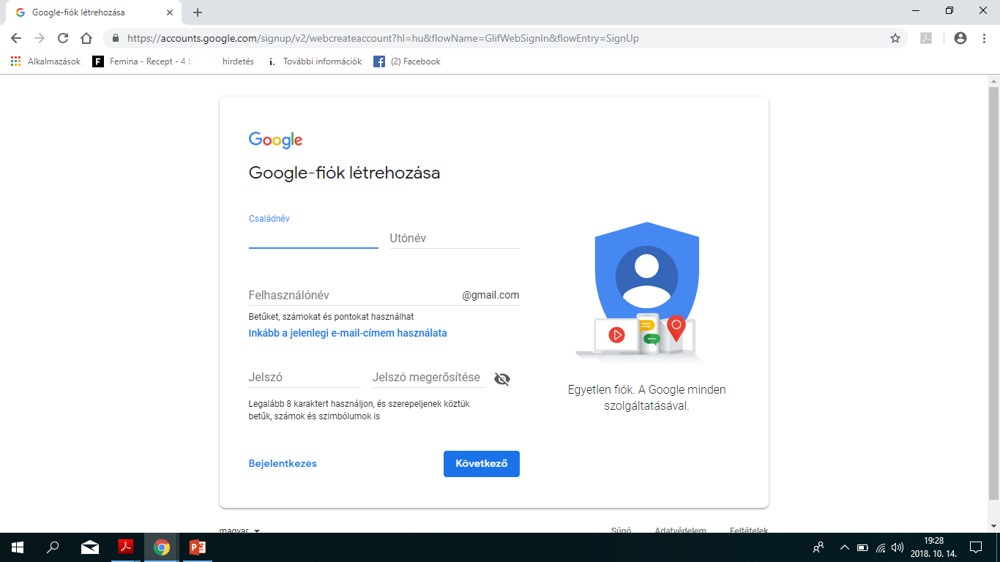 Google-fiók létrehozása
https://accounts.google.com/signup/v2/webcreateaccount?hl=hu&flowName=GlifWebSignIn&flowEntry=SignUp
Alkalmazások Femina - Recept - 4 b hirdetés i. További információk (2) Facebook
Google
Google-fiók létrehozása
Családnév
Utónév
Felhasználónév @gmail.com
Betűket, számokat és pontokat használhat
Inkább a jelenlegi e-mail-címem használata
Jelszó Jelszó megerősítése
Legalább 8 karaktert használjon, és szerepeljenek köztük
betűk, számok és szimbólumok is
Bejelentkezés Következő
Egyetlen fiók. A Google minden
szolgáltatásával.
magyar Súgó Adatvédelem Feltételek
19:28
2018. 10. 14.